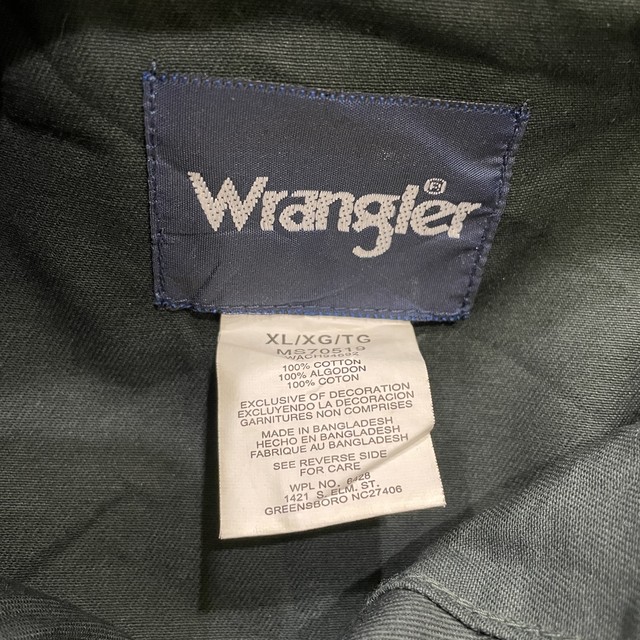 Wrangler®
XL/XG/TG
MS70519
100% COTTON
100% ALGODON
100% COTON
EXCLUSIVE OF DECORATION
EXCLUYENDO LA DECORACION
GARNITURES NON COMPRISES
MADE IN BANGLADESH
HECHO EN BANGLADESH
FABRIQUE AU BANGLADESH
SEE REVERSE SIDE
FOR CARE
WPL NO.
1421 S. ELM. ST.
GREENSBORO NC27406